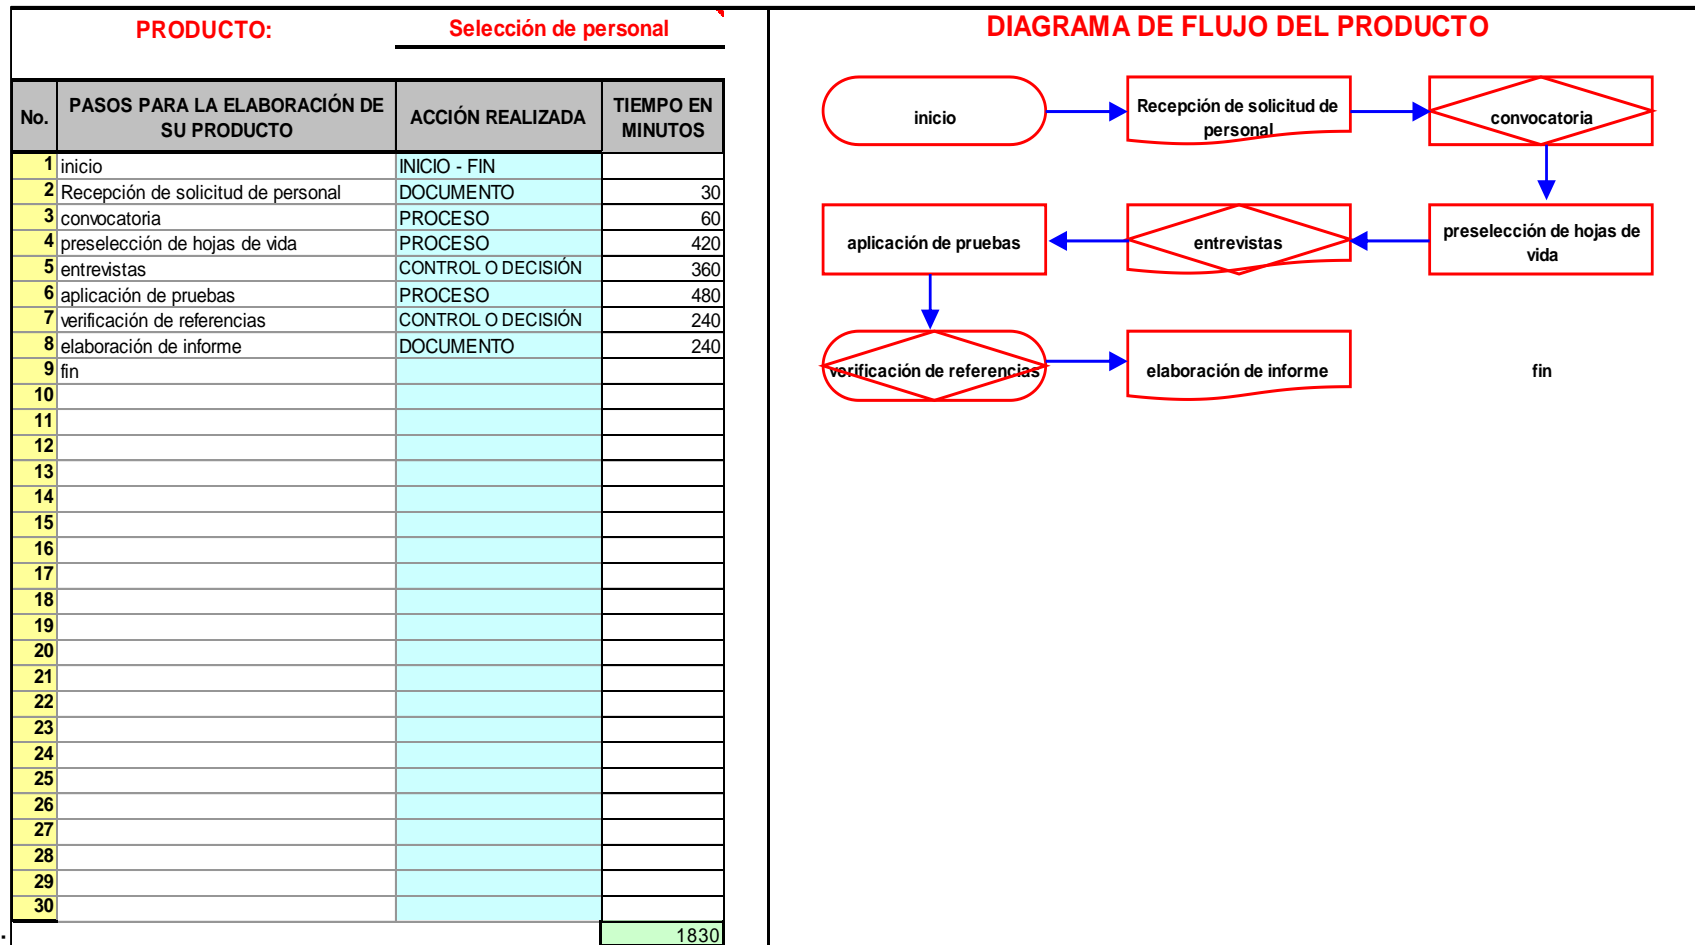 PRODUCTO: Selección de personal
No. PASOS PARA LA ELABORACIÓN DE SU PRODUCTO ACCIÓN REALIZADA TIEMPO EN MINUTOS
1 inicio INICIO - FIN
2 Recepción de solicitud de personal DOCUMENTO 30
3 convocatoria PROCESO 60
4 preselección de hojas de vida PROCESO 420
5 entrevistas CONTROL O DECISIÓN 360
6 aplicación de pruebas PROCESO 480
7 verificación de referencias CONTROL O DECISIÓN 240
8 elaboración de informe DOCUMENTO 240
9 fin
10
11
12
13
14
15
16
17
18
19
20
21
22
23
24
25
26
27
28
29
30
. 1830
DIAGRAMA DE FLUJO DEL PRODUCTO
inicio
Recepción de solicitud de
personal
convocatoria
aplicación de pruebas
entrevistas
preselección de hojas de
vida
verificación de referencias
elaboración de informe
fin